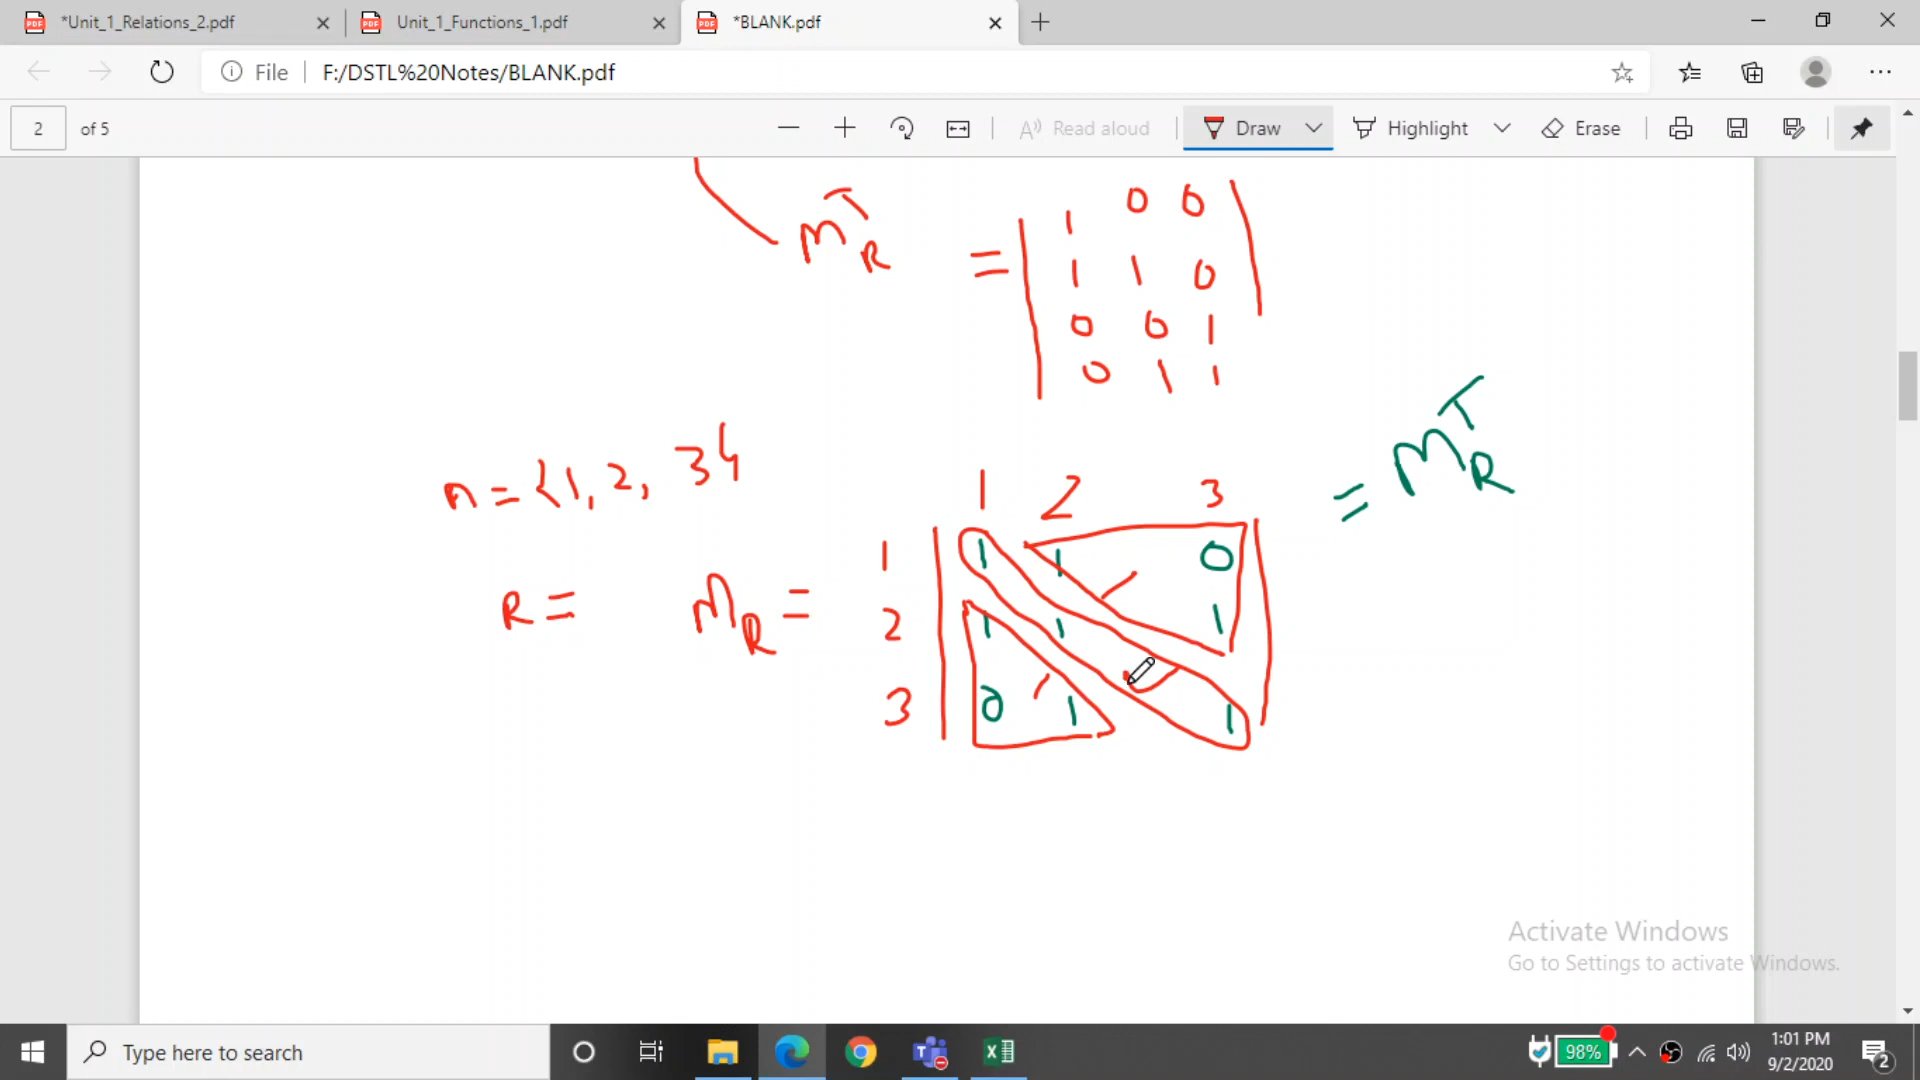 *Unit_1_Relations_2.pdf
Unit_1_Functions_1.pdf
*BLANK.pdf
File F:/DSTL%20Notes/BLANK.pdf
2 of 5
Read aloud
Draw
Highlight
Erase
M_R^T = | 1 0 0 |
1 1 0
0 0 1
0 1 1
= M_R^T
n = {1, 2, 3}
1 2 3
1 1 1 0
R = M_R = 2 1 1 1
3 0 1 1
Activate Windows
Go to Settings to activate Windows.
Type here to search
98%
1:01 PM
9/2/2020
2